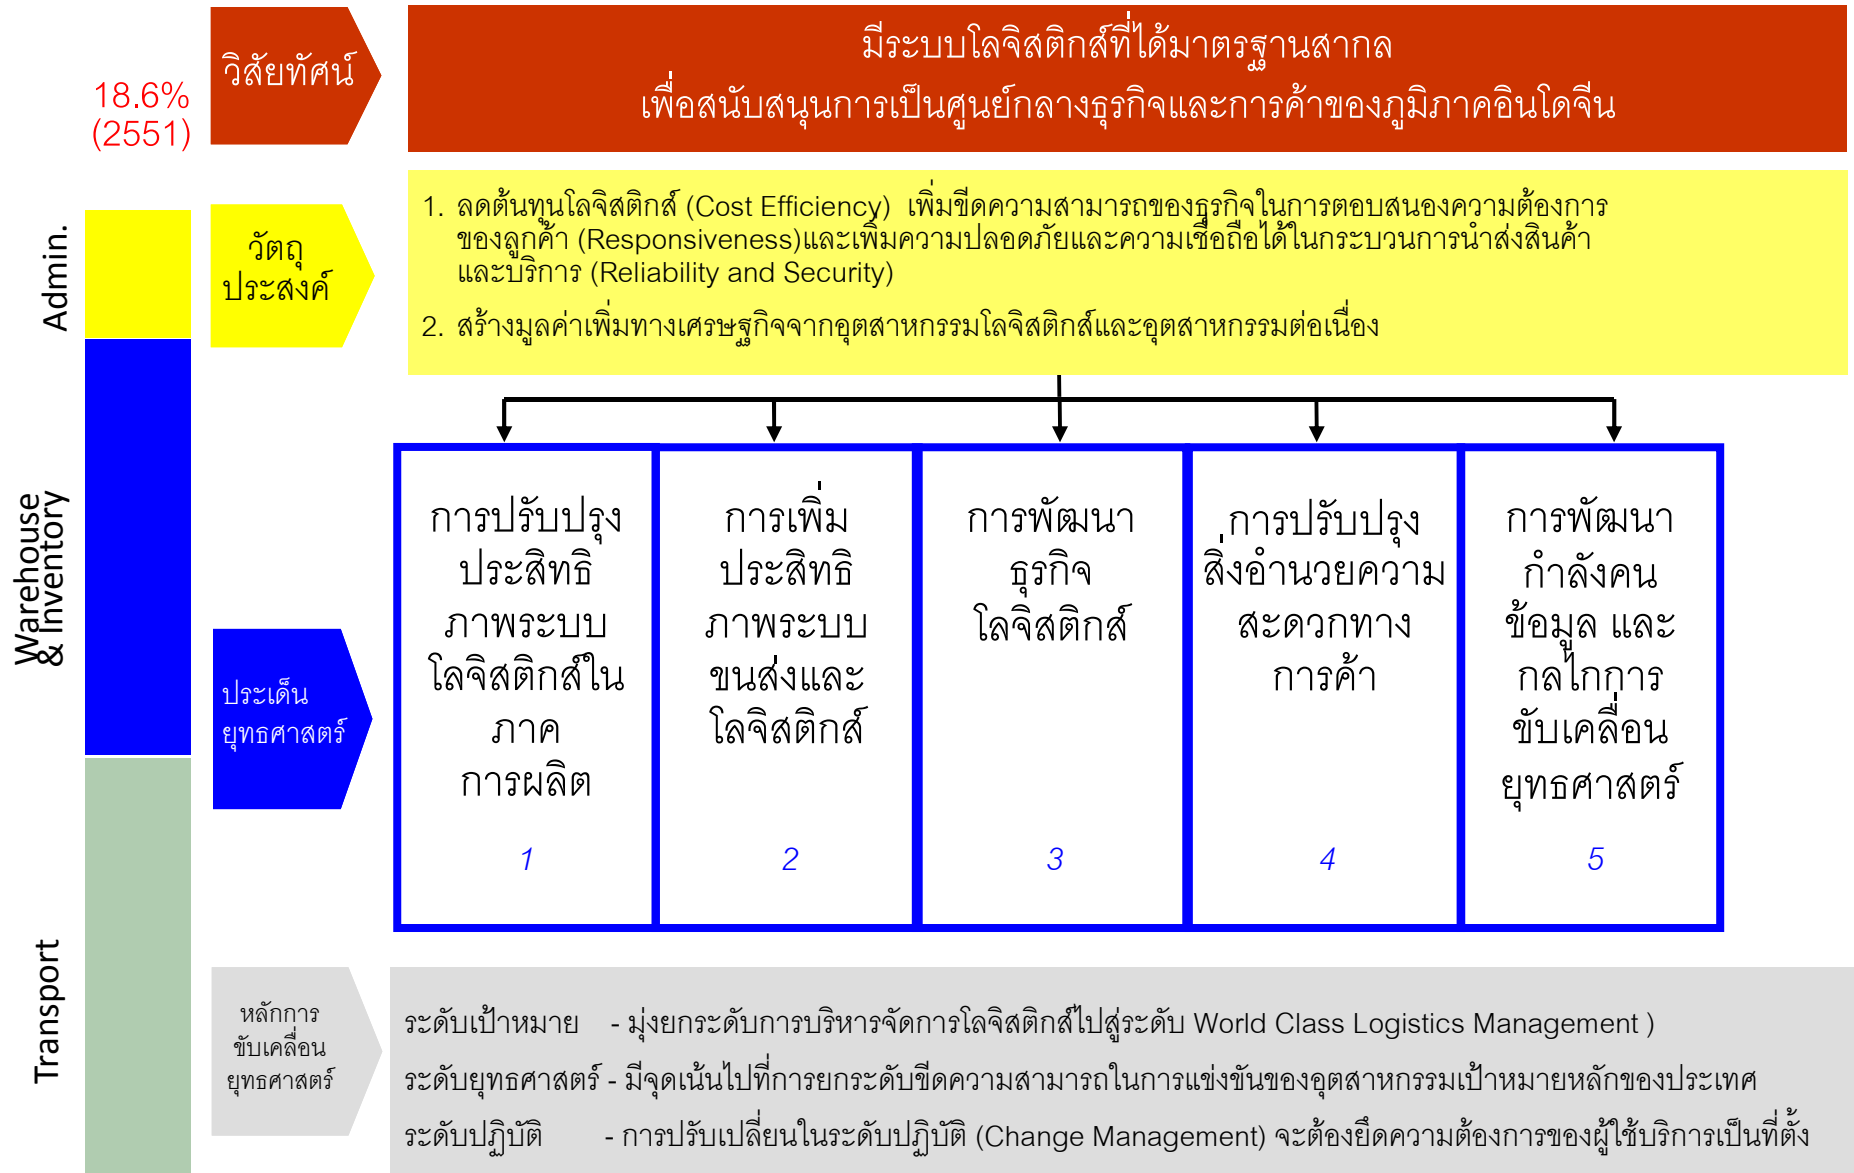 18.6%
(2551)
วิสัยทัศน์
มีระบบโลจิสติกส์ที่ได้มาตรฐานสากล
เพื่อสนับสนุนการเป็นศูนย์กลางธุรกิจและการค้าของภูมิภาคอินโดจีน
Admin.
วัตถุ
ประสงค์
1. ลดต้นทุนโลจิสติกส์ (Cost Efficiency) เพิ่มขีดความสามารถของธุรกิจในการตอบสนองความต้องการ
ของลูกค้า (Responsiveness)และเพิ่มความปลอดภัยและความเชื่อถือได้ในกระบวนการนำส่งสินค้า
และบริการ (Reliability and Security)
2. สร้างมูลค่าเพิ่มทางเศรษฐกิจจากอุตสาหกรรมโลจิสติกส์และอุตสาหกรรมต่อเนื่อง
Warehouse
& Inventory
ประเด็น
ยุทธศาสตร์
การปรับปรุง
ประสิทธิ
ภาพระบบ
โลจิสติกส์ใน
ภาค
การผลิต
1
การเพิ่ม
ประสิทธิ
ภาพระบบ
ขนส่งและ
โลจิสติกส์
2
การพัฒนา
ธุรกิจ
โลจิสติกส์
3
การปรับปรุง
สิ่งอำนวยความ
สะดวกทาง
การค้า
4
การพัฒนา
กำลังคน
ข้อมูล และ
กลไกการ
ขับเคลื่อน
ยุทธศาสตร์
5
Transport
หลักการ
ขับเคลื่อน
ยุทธศาสตร์
ระดับเป้าหมาย - มุ่งยกระดับการบริหารจัดการโลจิสติกส์ไปสู่ระดับ World Class Logistics Management )
ระดับยุทธศาสตร์ - มีจุดเน้นไปที่การยกระดับขีดความสามารถในการแข่งขันของอุตสาหกรรมเป้าหมายหลักของประเทศ
ระดับปฏิบัติ - การปรับเปลี่ยนในระดับปฏิบัติ (Change Management) จะต้องยึดความต้องการของผู้ใช้บริการเป็นที่ตั้ง